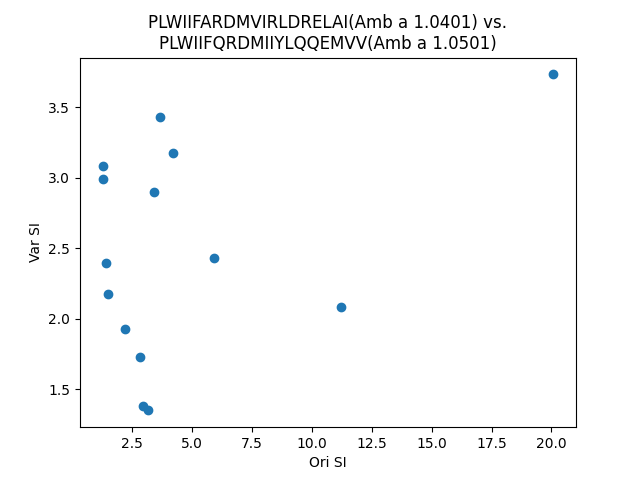 PLWIIFARDMVIRLDRELAI(Amb a 1.0401) vs.
PLWIIFQRDMIIYLQQEMVV(Amb a 1.0501)
Var SI
3.5
3.0
2.5
2.0
1.5
2.5 5.0 7.5 10.0 12.5 15.0 17.5 20.0
Ori SI